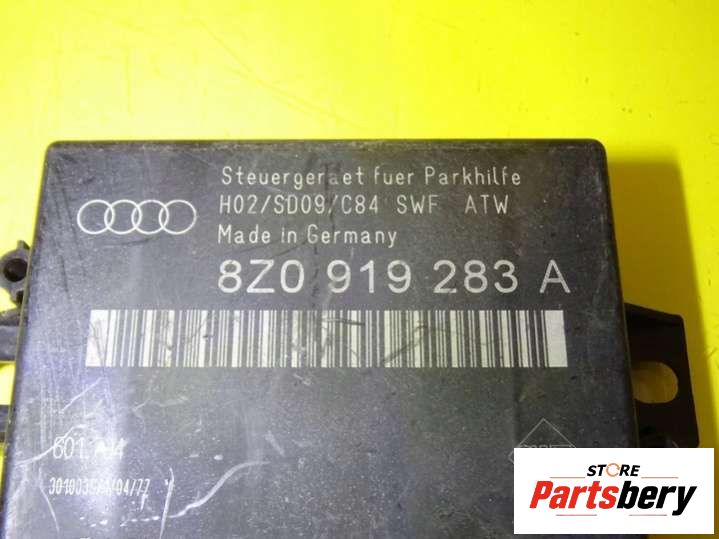 Steuergeraet fuer Parkhilfe
H02/SD09/C84 SWF ATW
Made in Germany
8Z0 919 283 A
STORE
Partsbery